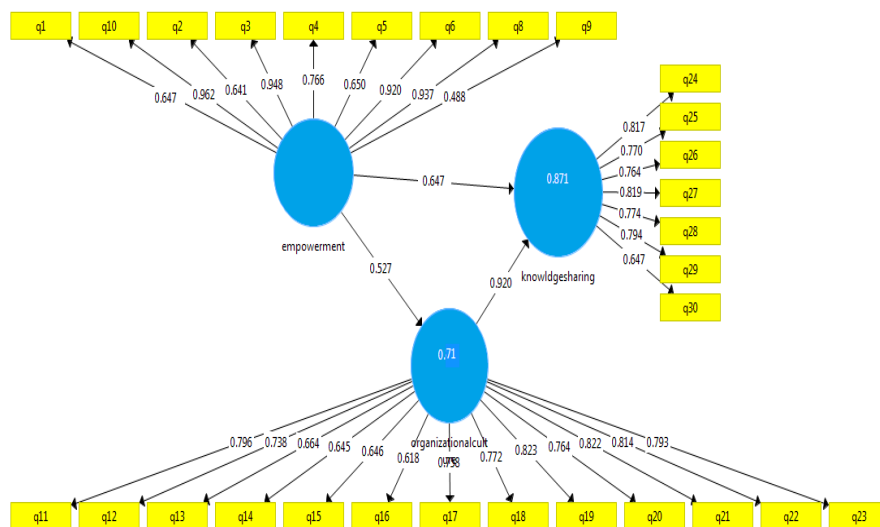 q1 q10 q2 q3 q4 q5 q6 q8 q9
0.647 0.962 0.641 0.948 0.766 0.650 0.920 0.937 0.488
q24
0.817
q25
0.770
q26
0.764
0.871
0.647
0.819
q27
0.774
q28
0.794
empowerment
0.647
q29
knowldgesharing
0.527
0.920
q30
0.71
organizationalcult
0.796 0.738 0.664 0.645 0.646 0.618 0.758 0.772 0.823 0.764 0.822 0.814 0.793
q11 q12 q13 q14 q15 q16 q17 q18 q19 q20 q21 q22 q23